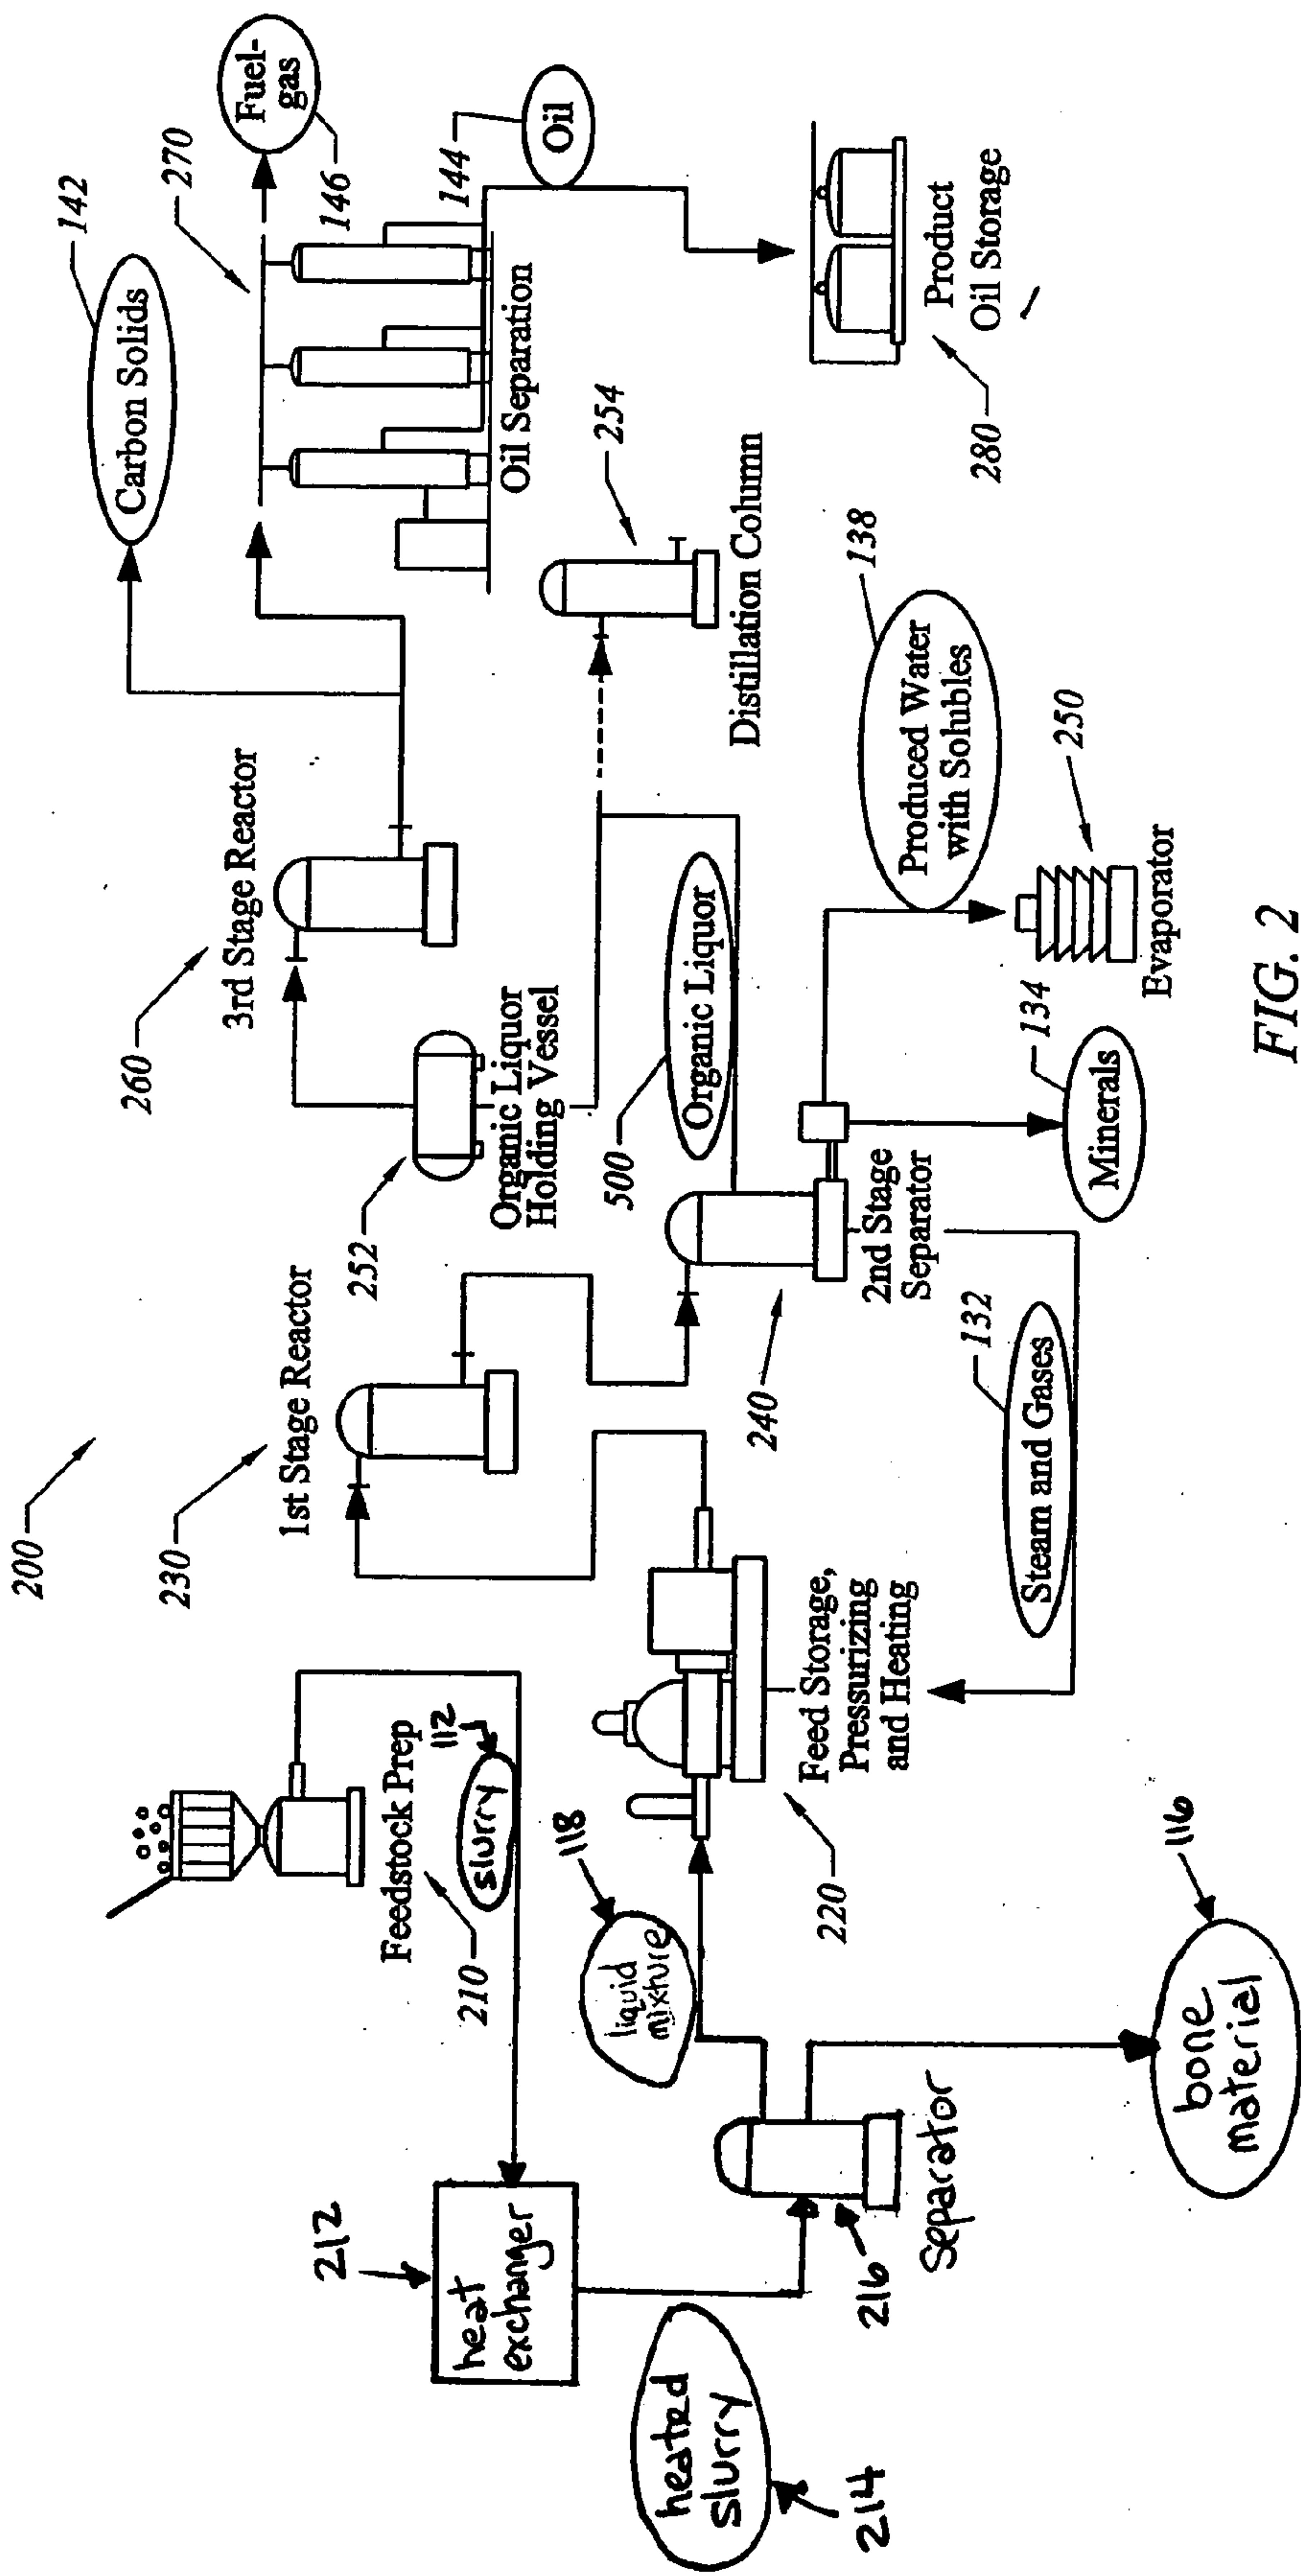 200
230
1st Stage Reactor
260
3rd Stage Reactor
142
Carbon Solids
270
Fuel-
gas
146
144
Oil
Oil Separation
252
Organic Liquor
Holding Vessel
254
Distillation Column
Product
Oil Storage
280
Feedstock Prep
210
112
slurry
212
heat
exchanger
heated
slurry
214
216
Separator
118
liquid
mixture
bone
material
116
220
Feed Storage,
Pressurizing
and Heating
240
2nd Stage
Separator
500
Organic Liquor
132
Steam and Gases
134
Minerals
138
Produced Water
with Solubles
250
Evaporator
FIG. 2